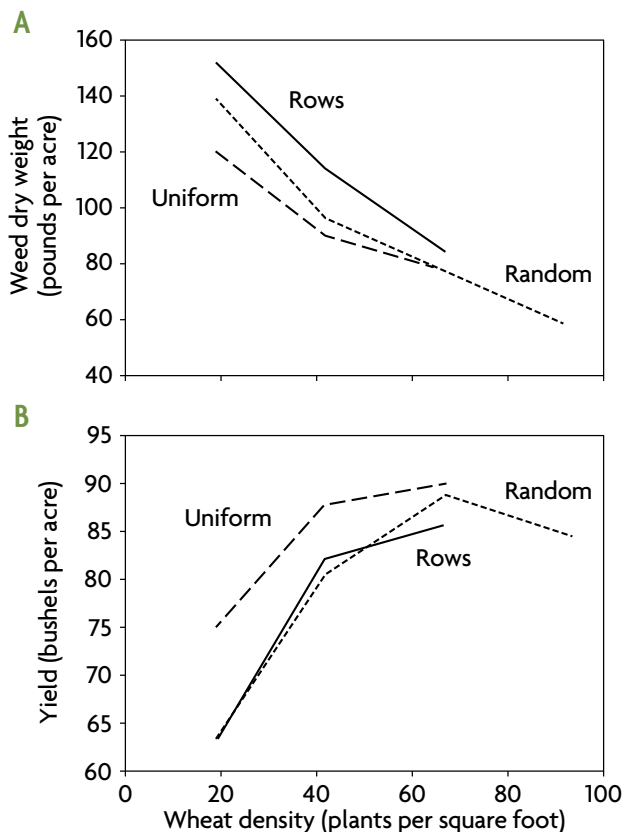 A
Weed dry weight
(pounds per acre)
160
140
120
100
80
60
40
Rows
Uniform
Random
B
Yield (bushels per acre)
95
90
85
80
75
70
65
60
Uniform
Random
Rows
0 20 40 60 80 100
Wheat density (plants per square foot)